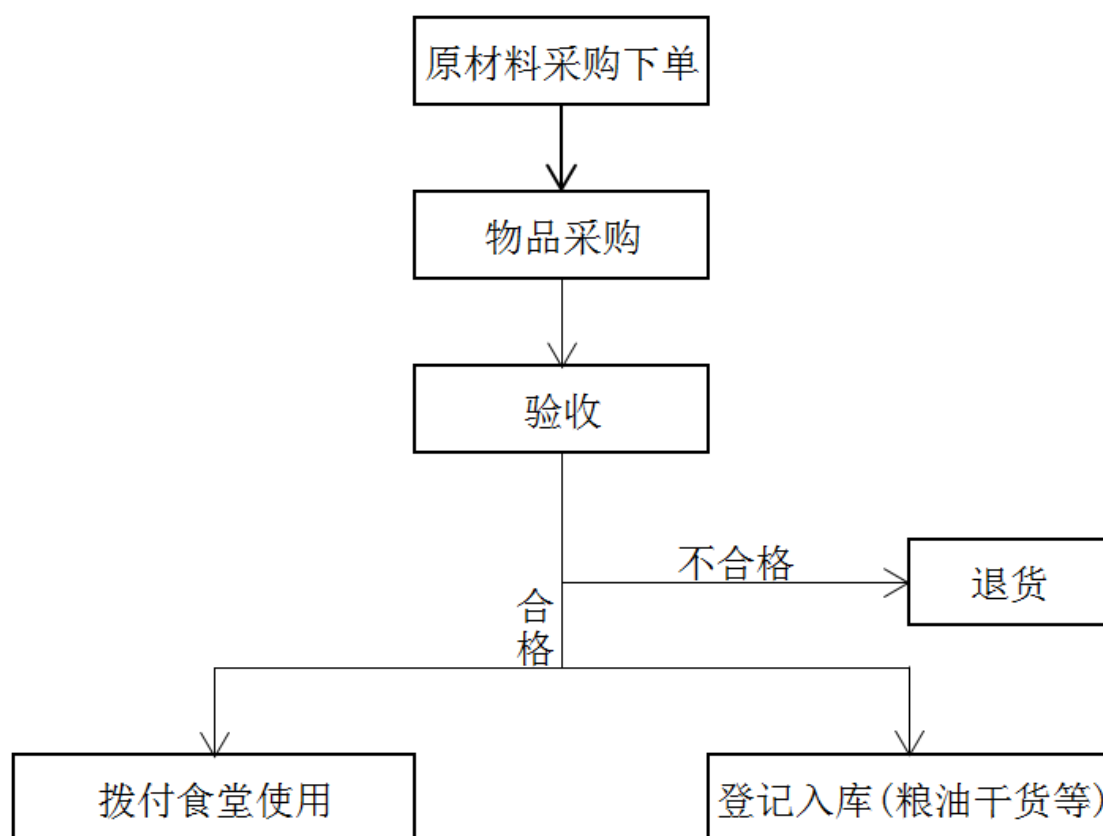 原材料采购下单
物品采购
验收
不合格
退货
合格
拨付食堂使用
登记入库(粮油干货等)